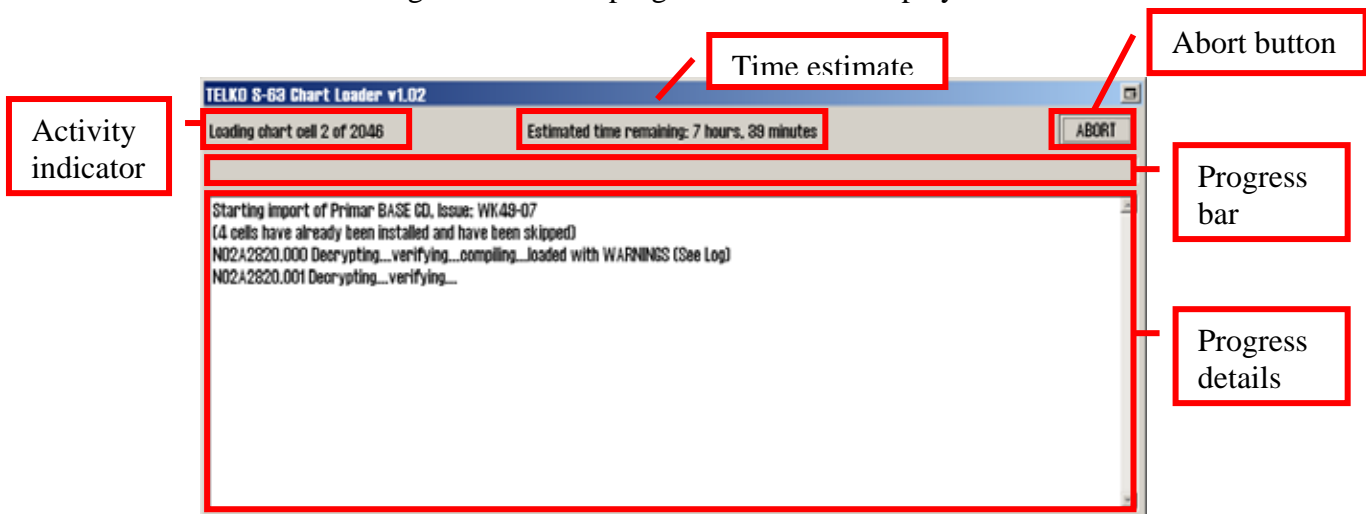 Time estimate
Abort button
TELKO S-63 Chart Loader v1.02
Activity
indicator
Loading chart cell 2 of 2046
Estimated time remaining: 7 hours, 39 minutes
ABORT
Progress
bar
Starting import of Primar BASE CD, Issue: WK49-07
(4 cells have already been installed and have been skipped)
NO2A2820.000 Decrypting....verifying....compiling....loaded with WARNINGS (See Log)
NO2A2820.001 Decrypting....verifying....
Progress
details